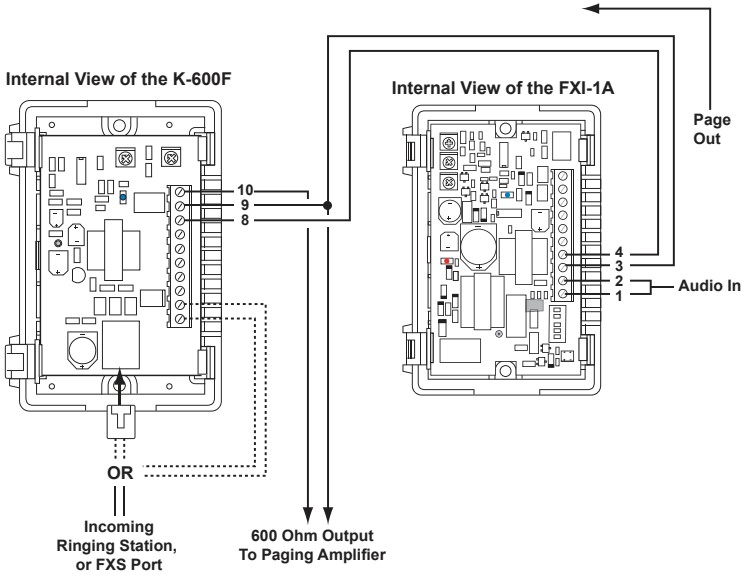 Internal View of the K-600F
Internal View of the FXI-1A
Page
Out
10
9
8
4
3
2
1
Audio In
OR
Incoming
Ringing Station,
or FXS Port
600 Ohm Output
To Paging Amplifier